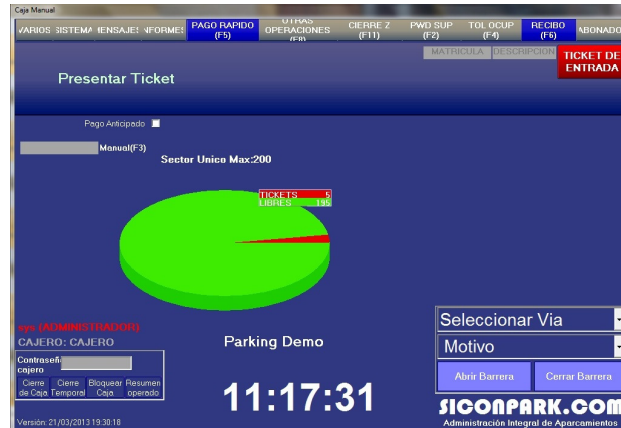 Caja Manual
VARIOS SISTEMA MENSAJES INFORMES PAGO RAPIDO (F5) OTRAS OPERACIONES (F8) CIERRE Z (F11) PWD SUP (F2) TOL OCUP (F4) RECIBO (F6) ABONADO
MATRICULA DESCRIPCION TICKET DE ENTRADA
Presentar Ticket
Pago Anticipado
Manual(F3)
Sector Unico Max:200
TICKETS 5
LIBRES 195
sys (ADMINISTRADOR)
CAJERO: CAJERO
Contraseñ
cajero
Cierre de Caja Cierre Temporal Bloquear Caja Resumen operado
Parking Demo
11:17:31
Seleccionar Via
Motivo
Abrir Barrera Cerrar Barrera
SICONPARK.COM
Administración Integral de Aparcamientos
Versión: 21/03/2013 19:30:18